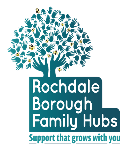 Rochdale
Borough
Family Hubs
Support that grows with you